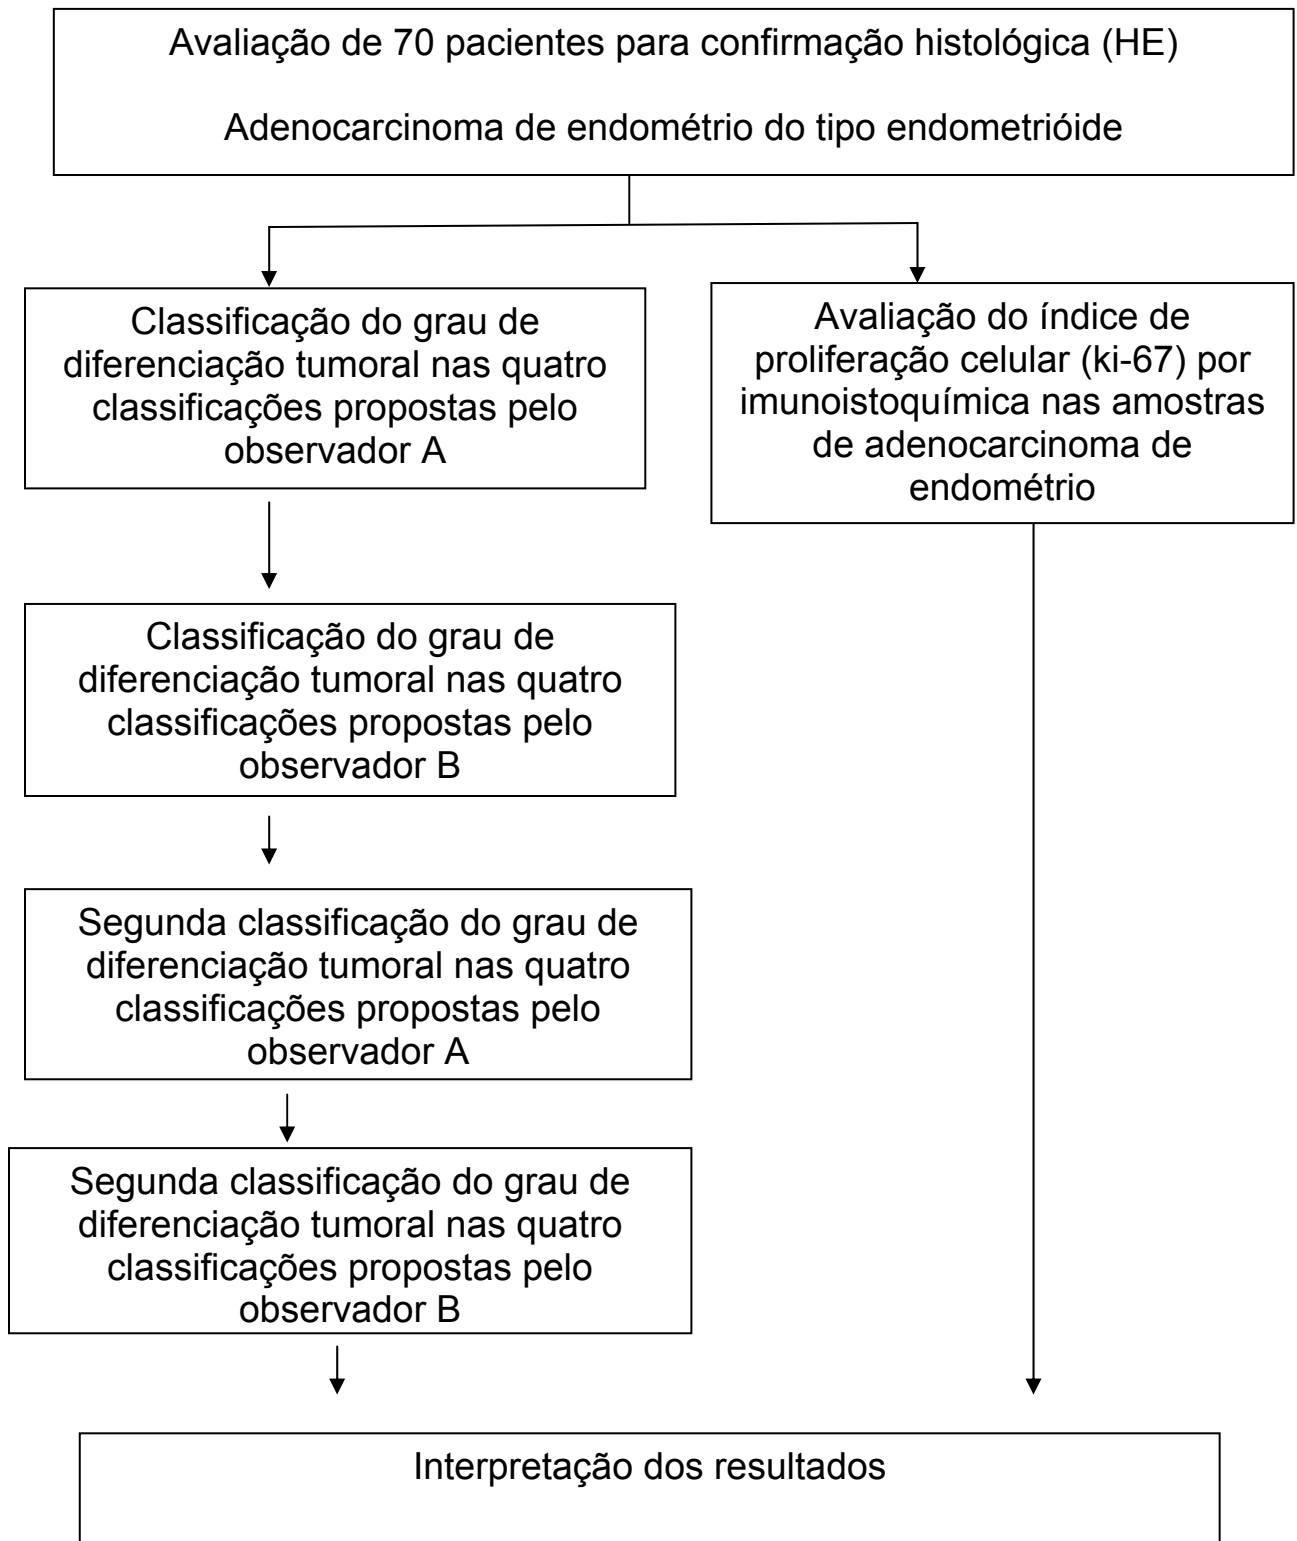 Avaliação de 70 pacientes para confirmação histológica (HE)
Adenocarcinoma de endométrio do tipo endometrióide
Classificação do grau de
diferenciação tumoral nas quatro
classificações propostas pelo
observador A
Avaliação do índice de
proliferação celular (ki-67) por
imunoistoquímica nas amostras
de adenocarcinoma de
endométrio
Classificação do grau de
diferenciação tumoral nas quatro
classificações propostas pelo
observador B
Segunda classificação do grau de
diferenciação tumoral nas quatro
classificações propostas pelo
observador A
Segunda classificação do grau de
diferenciação tumoral nas quatro
classificações propostas pelo
observador B
Interpretação dos resultados